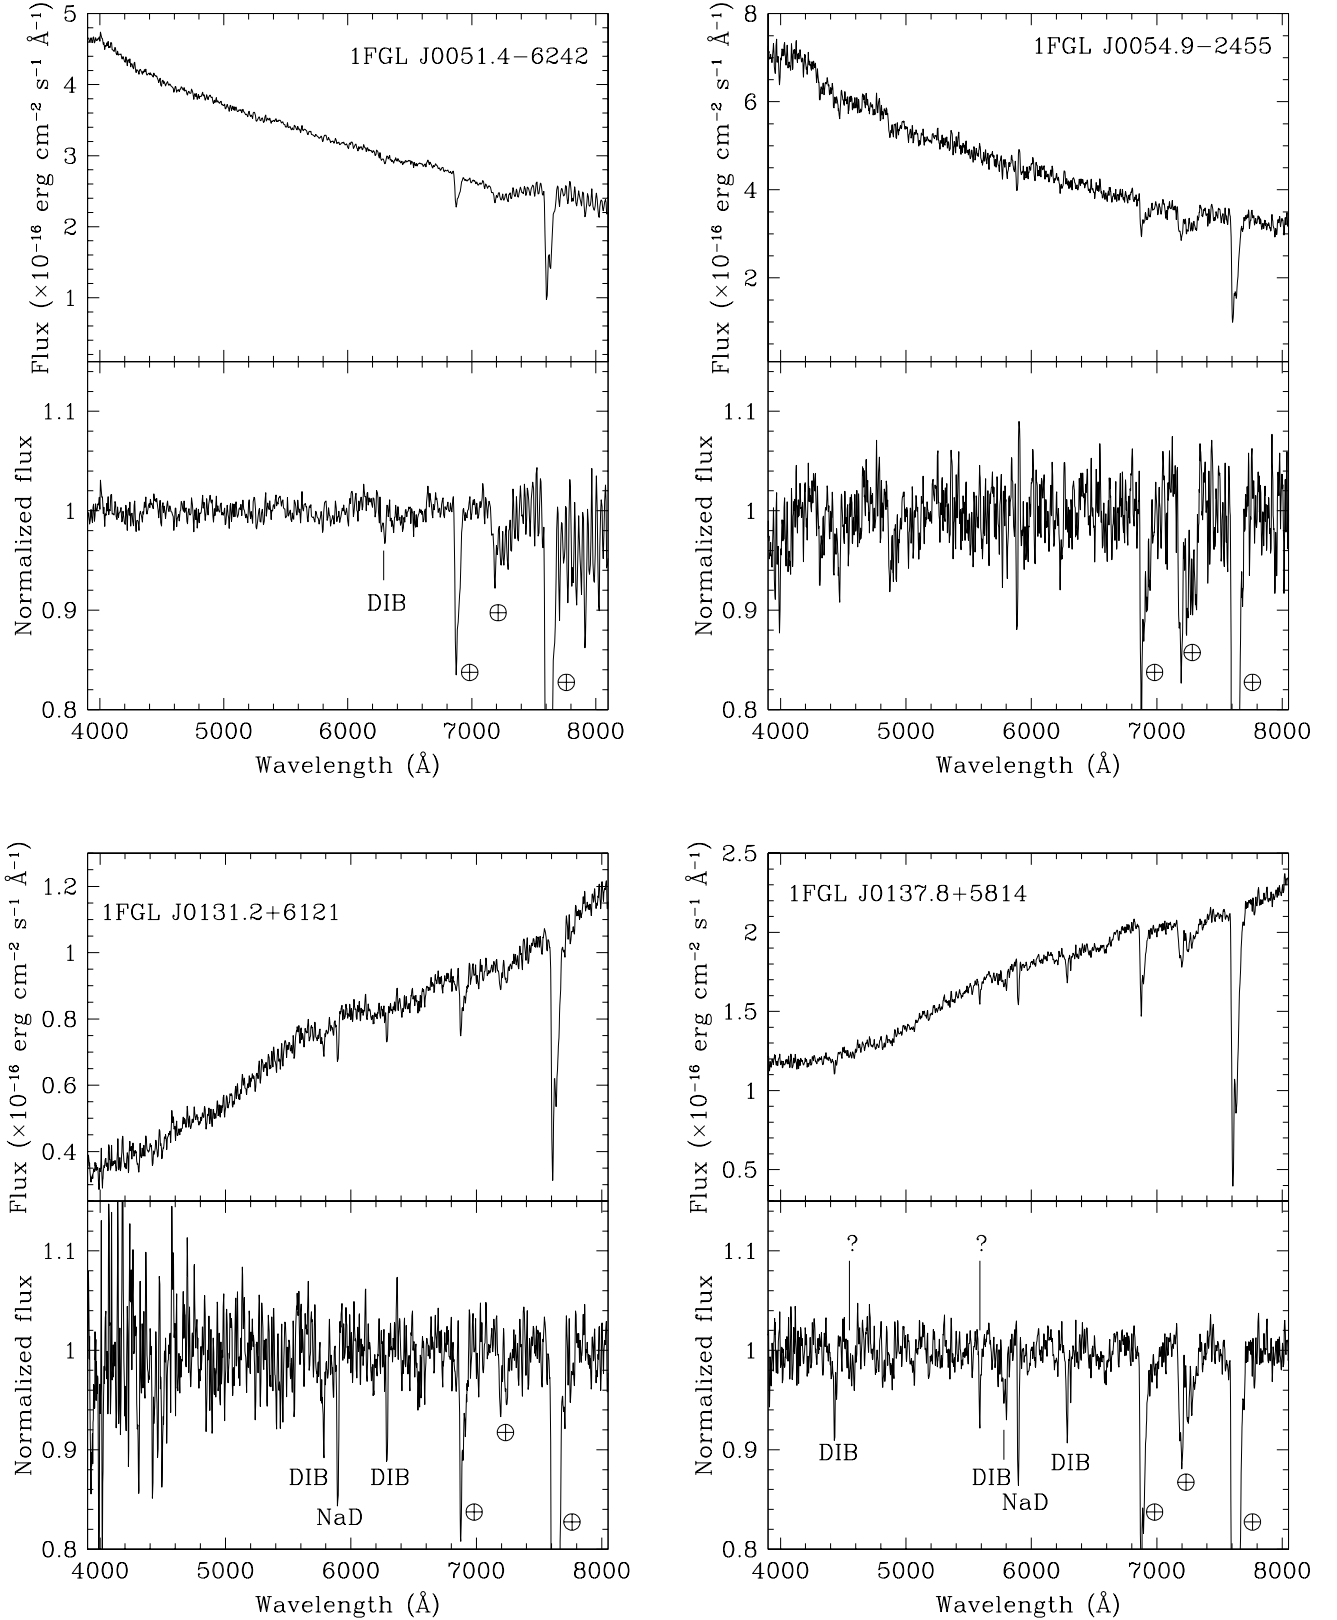 1FGL J0051.4−6242
Flux (×10−16 erg cm−2 s−1 Å−1)
5
4
3
2
1
Normalized flux
1.1
1
0.9
0.8
DIB
⊕
⊕
⊕
4000 5000 6000 7000 8000
Wavelength (Å)
1FGL J0054.9−2455
Flux (×10−16 erg cm−2 s−1 Å−1)
8
6
4
2
Normalized flux
1.1
1
0.9
0.8
⊕
⊕
⊕
4000 5000 6000 7000 8000
Wavelength (Å)
1FGL J0131.2+6121
Flux (×10−16 erg cm−2 s−1 Å−1)
1.2
1
0.8
0.6
0.4
Normalized flux
1.1
1
0.9
0.8
DIB
NaD
DIB
⊕
⊕
⊕
4000 5000 6000 7000 8000
Wavelength (Å)
1FGL J0137.8+5814
Flux (×10−16 erg cm−2 s−1 Å−1)
2.5
2
1.5
1
0.5
Normalized flux
1.1
1
0.9
0.8
? ?
DIB
DIB
NaD
DIB
⊕
⊕
⊕
4000 5000 6000 7000 8000
Wavelength (Å)